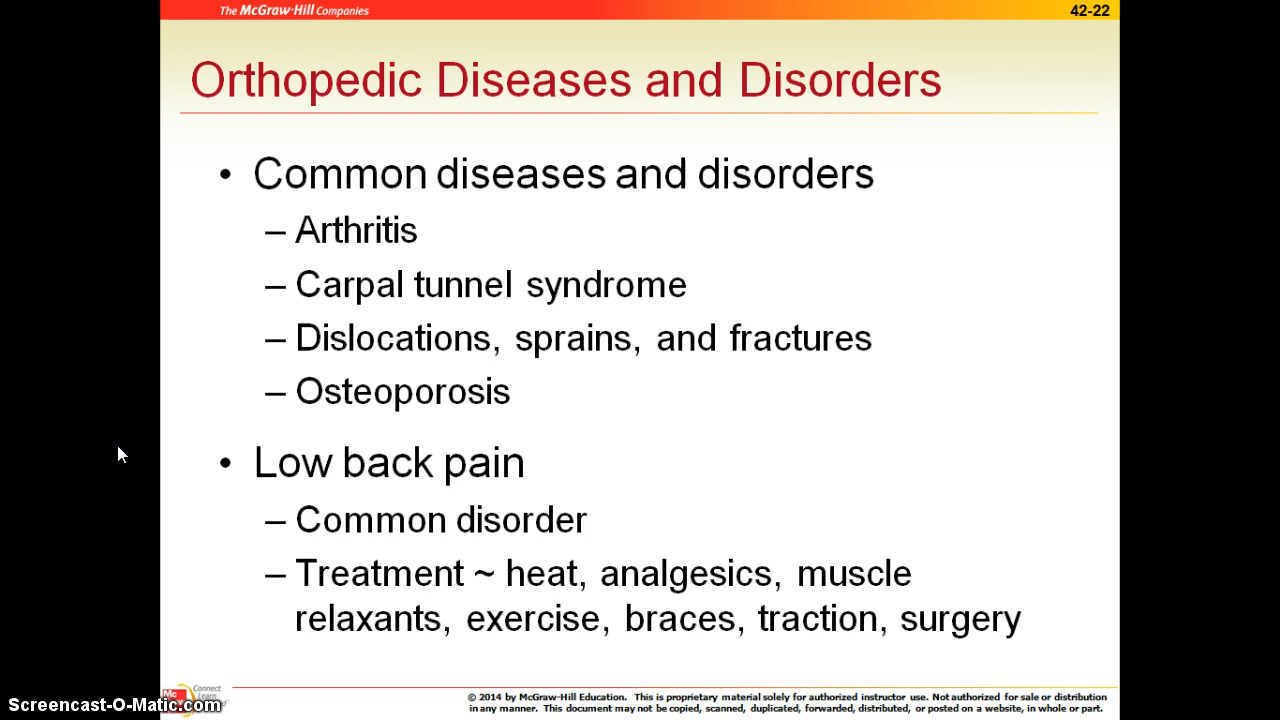 The McGraw-Hill Companies
42-22
Orthopedic Diseases and Disorders
• Common diseases and disorders
– Arthritis
– Carpal tunnel syndrome
– Dislocations, sprains, and fractures
– Osteoporosis
• Low back pain
– Common disorder
– Treatment ~ heat, analgesics, muscle
relaxants, exercise, braces, traction, surgery
Mc
Connect
Learn
Screencast-O-Matic.com
© 2014 by McGraw-Hill Education. This is proprietary material solely for authorized instructor use. Not authorized for sale or distribution
in any manner. This document may not be copied, scanned, duplicated, forwarded, distributed, or posted on a website, in whole or part.